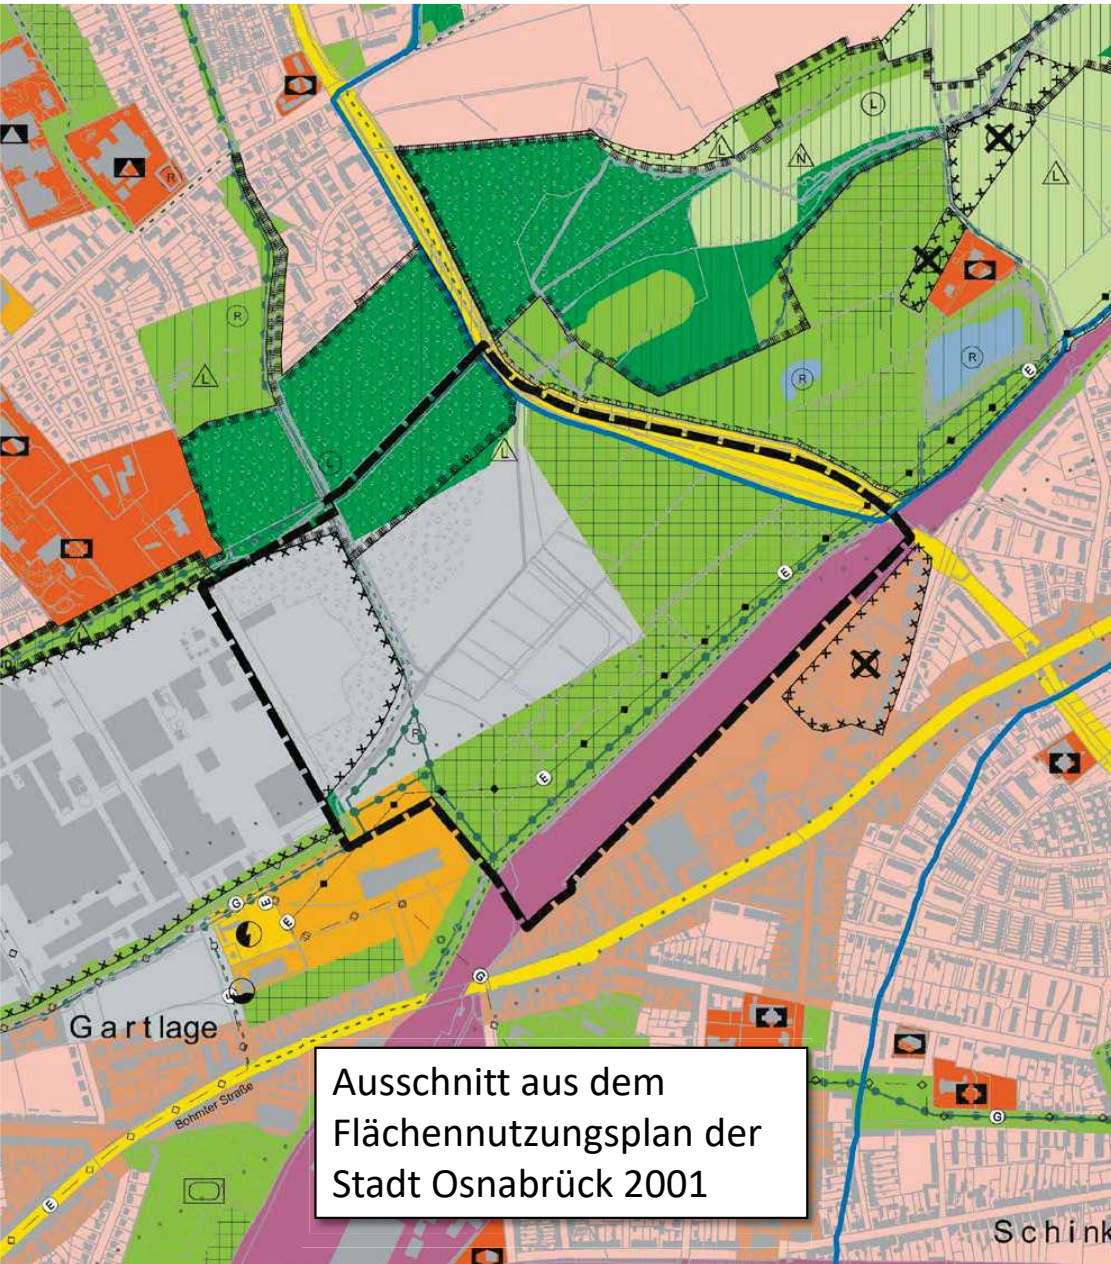 L
R
L
N
L
R
L
R
R
E
L
L
E
R
E
G
E
E
G
Gartlage
Bohmter Straße
G
E
Ausschnitt aus dem
Flächennutzungsplan der
Stadt Osnabrück 2001
Schink